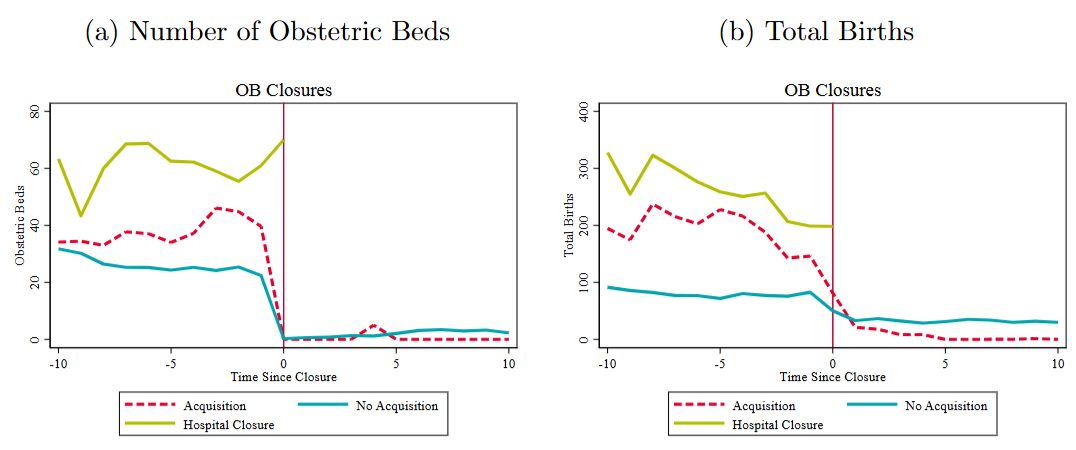 (a) Number of Obstetric Beds
OB Closures
Obstetric Beds
80
60
40
20
0
-10 -5 0 5 10
Time Since Closure
Acquisition No Acquisition
Hospital Closure
(b) Total Births
OB Closures
Total Births
400
300
200
100
0
-10 -5 0 5 10
Time Since Closure
Acquisition No Acquisition
Hospital Closure